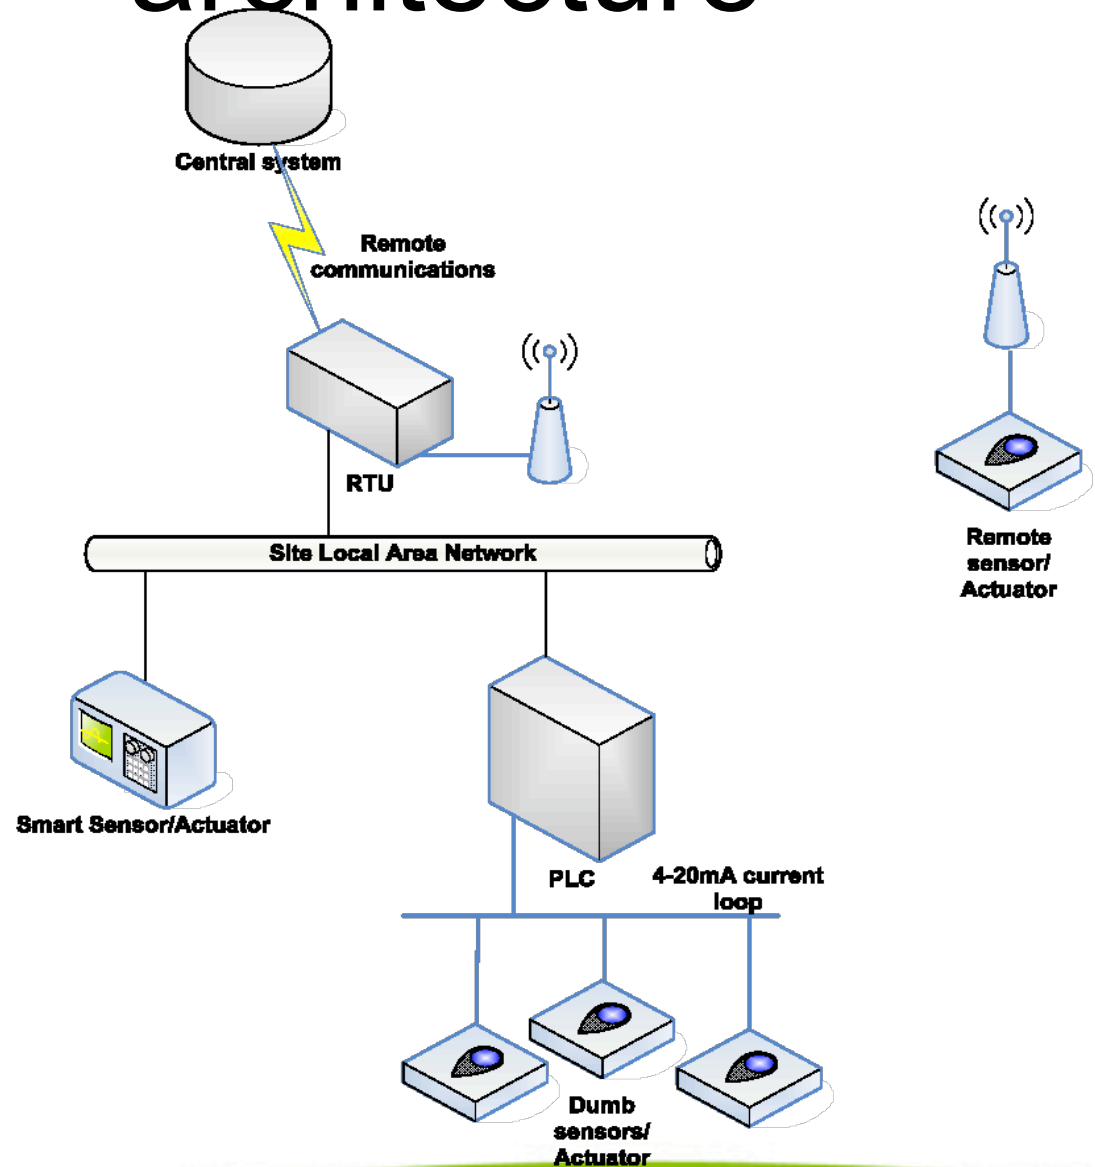 architecture
Central system
Remote
communications
RTU
Site Local Area Network
Remote
sensor/
Actuator
Smart Sensor/Actuator
PLC
4-20mA current
loop
Dumb
sensors/
Actuator